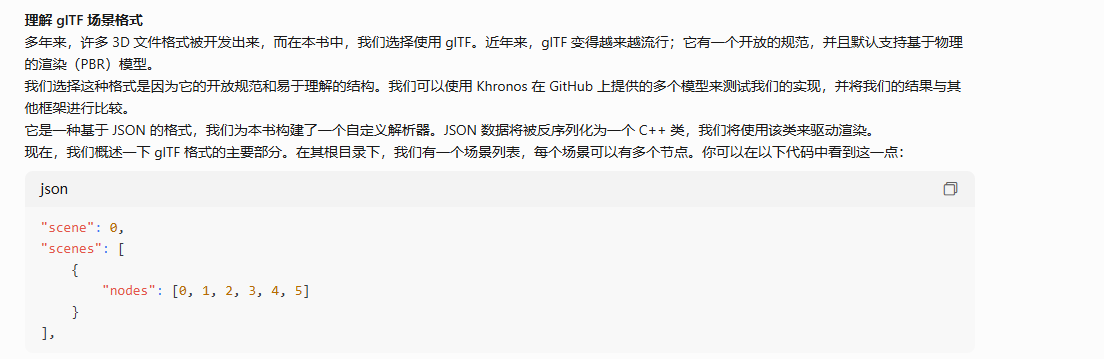 理解 glTF 场景格式
多年来，许多 3D 文件格式被开发出来，而在本书中，我们选择使用 glTF。近年来，glTF 变得越来越流行；它有一个开放的规范，并且默认支持基于物理
的渲染（PBR）模型。
我们选择这种格式是因为它的开放规范和易于理解的结构。我们可以使用 Khronos 在 GitHub 上提供的多个模型来测试我们的实现，并将我们的结果与其
他框架进行比较。
它是一种基于 JSON 的格式，我们为本书构建了一个自定义解析器。JSON 数据将被反序列化为一个 C++ 类，我们将使用该类来驱动渲染。
现在，我们概述一下 glTF 格式的主要部分。在其根目录下，我们有一个场景列表，每个场景可以有多个节点。你可以在以下代码中看到这一点：
json
"scene": 0,
"scenes": [
    {
        "nodes": [0, 1, 2, 3, 4, 5]
    }
],